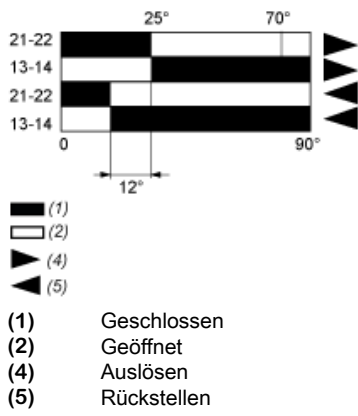 25° 70°
21-22
13-14
21-22
13-14
0 90°
12°
(1)
(2)
(4)
(5)
(1) Geschlossen
(2) Geöffnet
(4) Auslösen
(5) Rückstellen